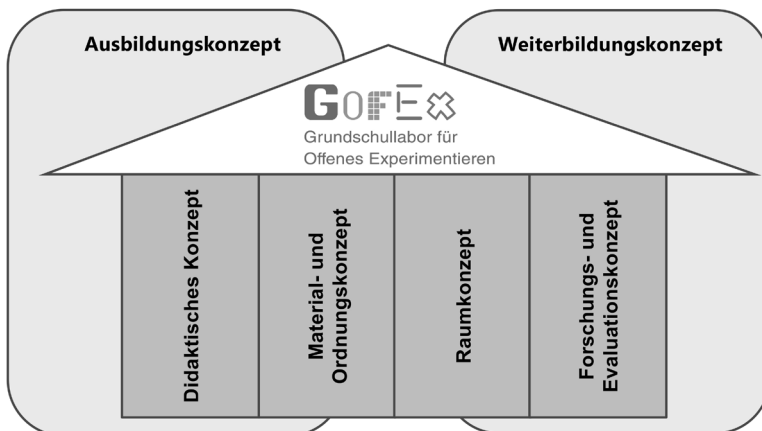 Ausbildungskonzept
Weiterbildungskonzept
GOFEX
Grundschullabor für
Offenes Experimentieren
Didaktisches Konzept
Material- und
Ordnungskonzept
Raumkonzept
Forschungs- und
Evaluationskonzept